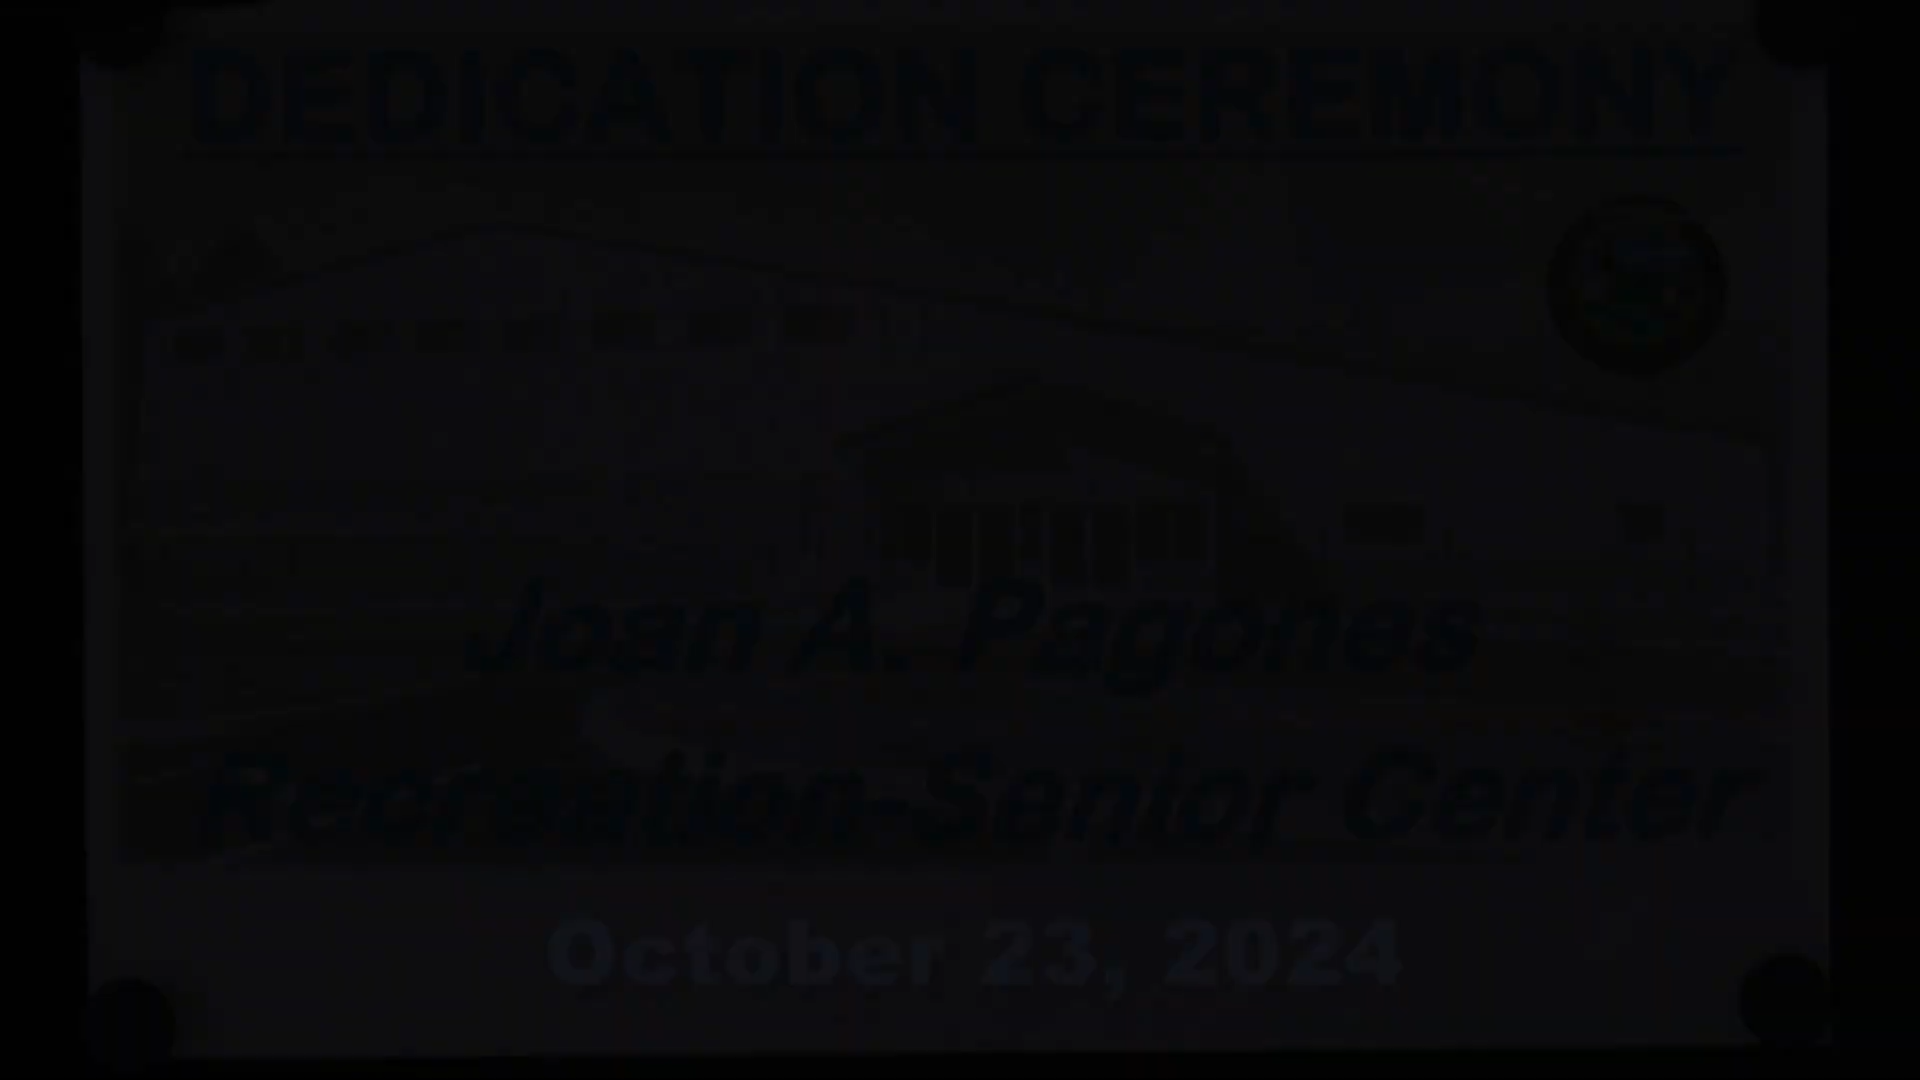 DEDICATION CEREMONY
Joan A. Pagones
Recreation-Senior Center
October 23, 2024